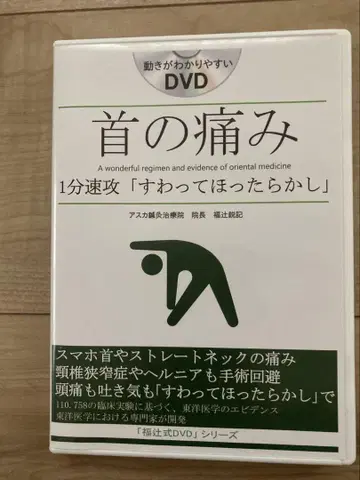 動きがわかりやすい
DVD
首の痛み
A wonderful regimen and evidence of oriental medicine
1分速攻「すわってほったらかし」
アスカ鍼灸治療院 院長 福辻鋭記
スマホ首やストレートネックの痛み
頸椎狭窄症やヘルニアも手術回避
頭痛も吐き気も「すわってほったらかし」で
110,758の臨床実験に基づく、東洋医学のエビデンス
東洋医学における専門家が開発
「福辻式DVD」シリーズ